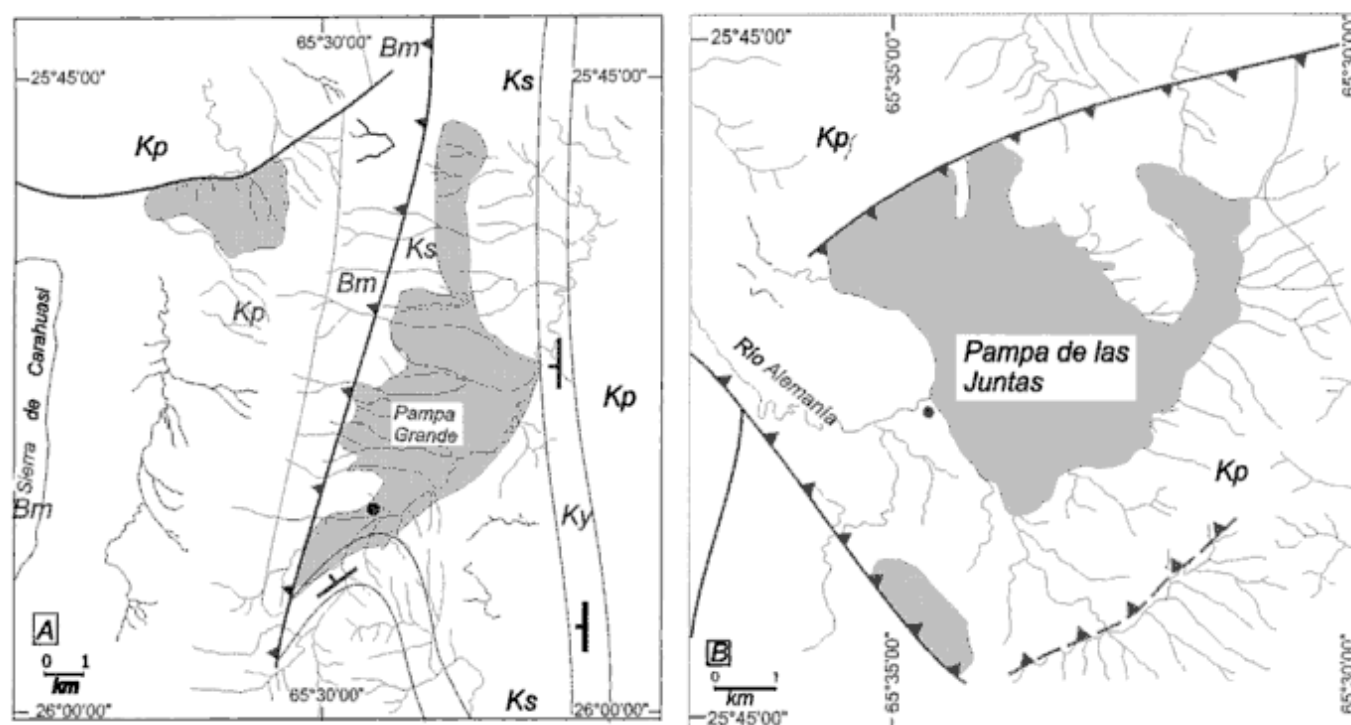 65°30'00"
Bm
25°45'00"
Ks
25°45'00"
Kp
Ks
Bm
Kp
Sierra de Carahuasi
Kp
Pampa
Grande
Bm
Ky
A
0 1
km
65°30'00"
Ks
26°00'00"
26°00'00"
25°45'00"
65°35'00"
65°30'00"
Kp
Río Alemanía
Pampa de las
Juntas
Kp
B
0 1
km
65°35'00"
65°30'00"
25°45'00"